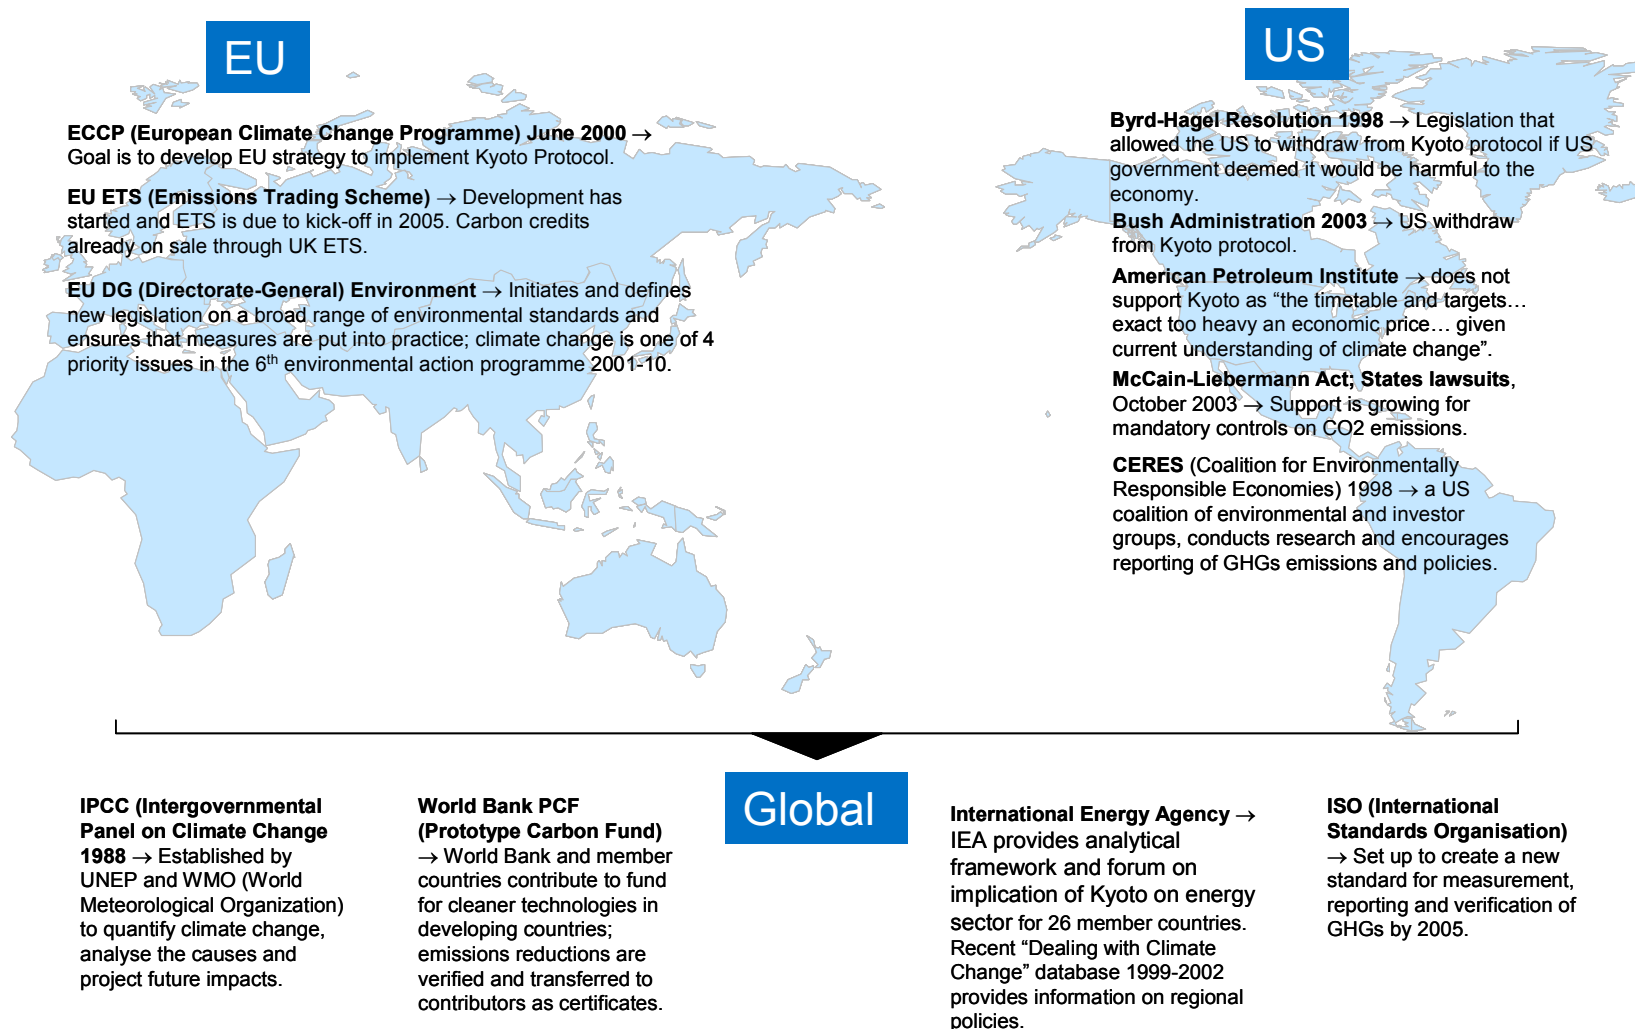 EU
ECCP (European Climate Change Programme) June 2000 →
Goal is to develop EU strategy to implement Kyoto Protocol.
EU ETS (Emissions Trading Scheme) → Development has
started and ETS is due to kick-off in 2005. Carbon credits
already on sale through UK ETS.
EU DG (Directorate-General) Environment → Initiates and defines
new legislation on a broad range of environmental standards and
ensures that measures are put into practice; climate change is one of 4
priority issues in the 6th environmental action programme 2001-10.
US
Byrd-Hagel Resolution 1998 → Legislation that
allowed the US to withdraw from Kyoto protocol if US
government deemed it would be harmful to the
economy.
Bush Administration 2003 → US withdraw
from Kyoto protocol.
American Petroleum Institute → does not
support Kyoto as “the timetable and targets…
exact too heavy an economic price… given
current understanding of climate change”.
McCain-Liebermann Act; States lawsuits,
October 2003 → Support is growing for
mandatory controls on CO2 emissions.
CERES (Coalition for Environmentally
Responsible Economies) 1998 → a US
coalition of environmental and investor
groups, conducts research and encourages
reporting of GHGs emissions and policies.
Global
IPCC (Intergovernmental
Panel on Climate Change
1988 → Established by
UNEP and WMO (World
Meteorological Organization)
to quantify climate change,
analyse the causes and
project future impacts.
World Bank PCF
(Prototype Carbon Fund)
→ World Bank and member
countries contribute to fund
for cleaner technologies in
developing countries;
emissions reductions are
verified and transferred to
contributors as certificates.
International Energy Agency →
IEA provides analytical
framework and forum on
implication of Kyoto on energy
sector for 26 member countries.
Recent “Dealing with Climate
Change” database 1999-2002
provides information on regional
policies.
ISO (International
Standards Organisation)
→ Set up to create a new
standard for measurement,
reporting and verification of
GHGs by 2005.